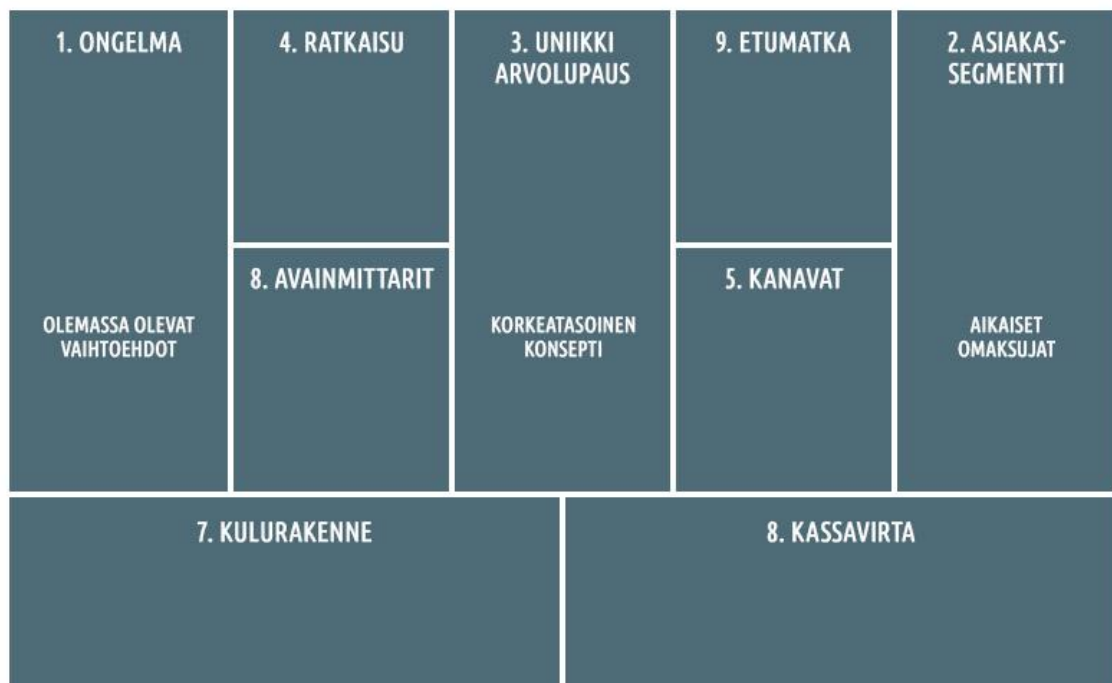 1. ONGELMA
OLEMASSA OLEVAT
VAIHTOEHDOT
4. RATKAISU
8. AVAINMITTARIT
3. UNIIKKI
ARVOLUPAUS
KORKEATASOINEN
KONSEPTI
9. ETUMATKA
5. KANAVAT
2. ASIAKAS-
SEGMENTTI
AIKAISET
OMAKSUJAT
7. KULURAKENNE
8. KASSAVIRTA